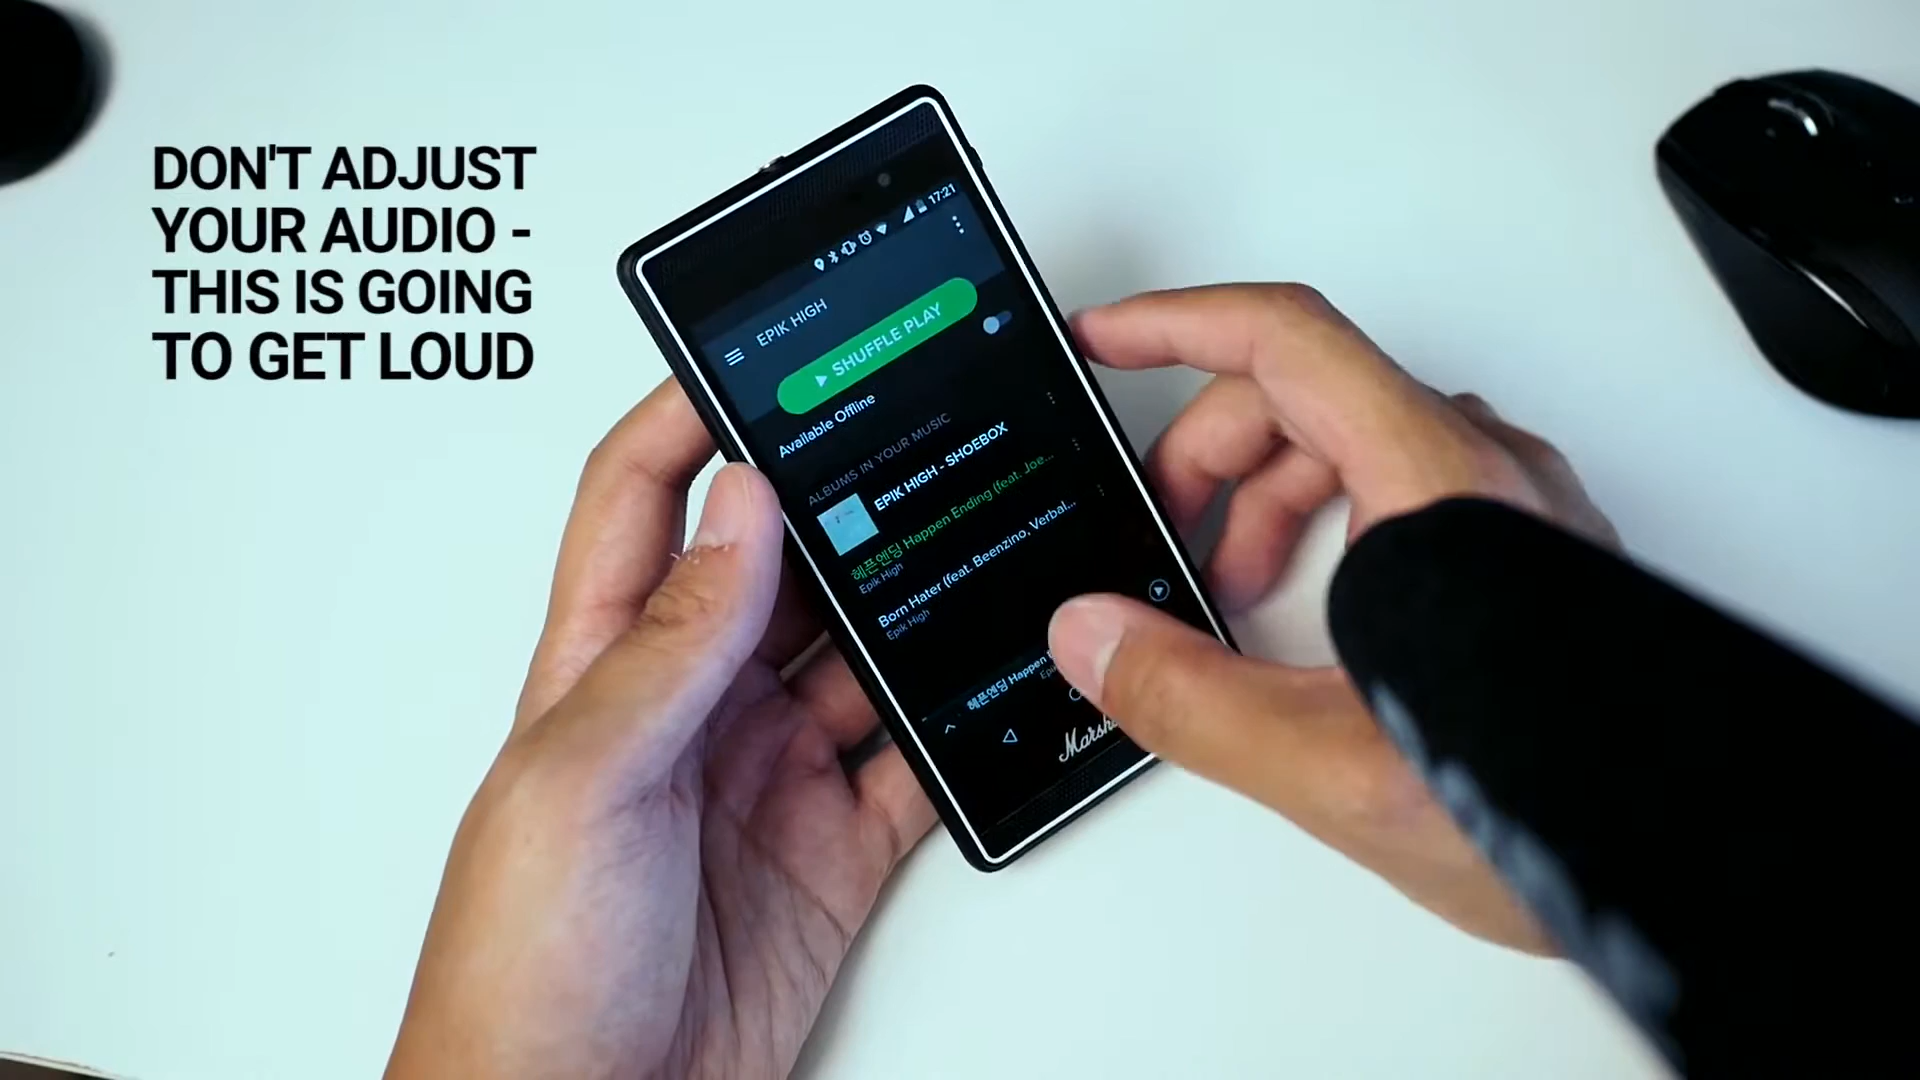 DON'T ADJUST
YOUR AUDIO -
THIS IS GOING
TO GET LOUD
17:21
EPIK HIGH
SHUFFLE PLAY
Available Offline
ALBUMS IN YOUR MUSIC
EPIK HIGH - SHOEBOX
헤픈엔딩 Happen Ending (feat. Joe...
Epik High
Born Hater (feat. Beenzino, Verbal...
Epik High
헤픈엔딩 Happen